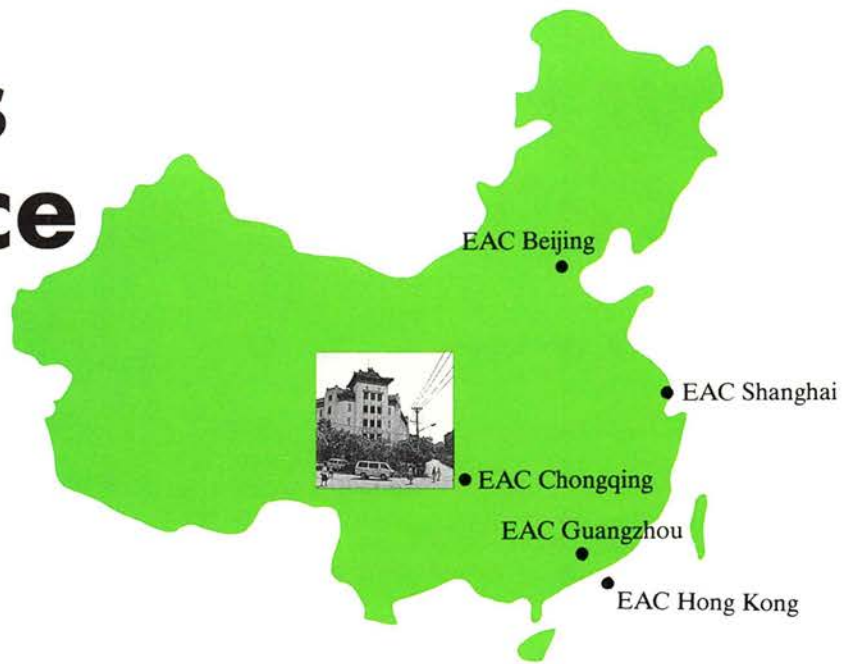 EAC Beijing
EAC Shanghai
EAC Chongqing
EAC Guangzhou
EAC Hong Kong